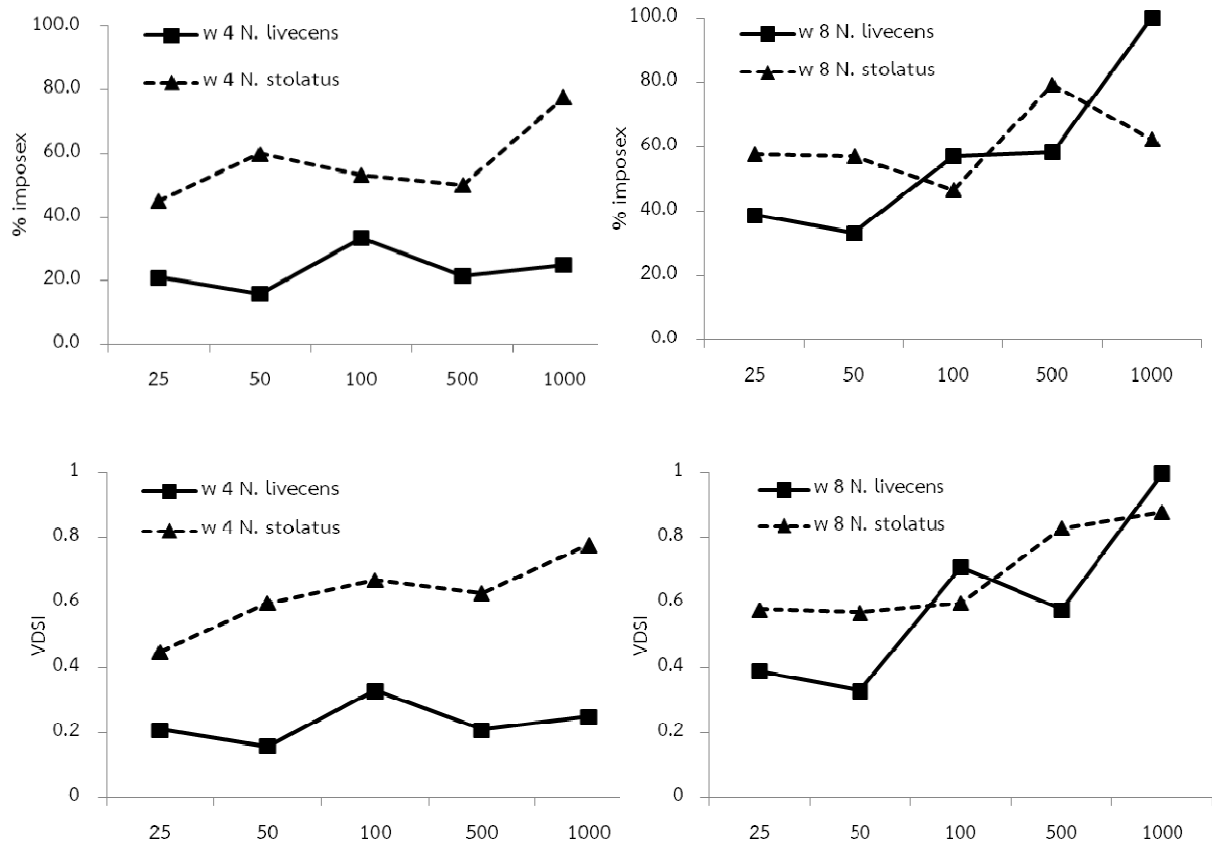 100.0
80.0
60.0
40.0
20.0
0.0
% imposex
w 4 N. livecens
w 4 N. stolatus
25 50 100 500 1000
100.0
80.0
60.0
40.0
20.0
0.0
% imposex
w 8 N. livecens
w 8 N. stolatus
25 50 100 500 1000
1
0.8
0.6
0.4
0.2
0
VDSI
w 4 N. livecens
w 4 N. stolatus
25 50 100 500 1000
1
0.8
0.6
0.4
0.2
0
VDSI
w 8 N. livecens
w 8 N. stolatus
25 50 100 500 1000